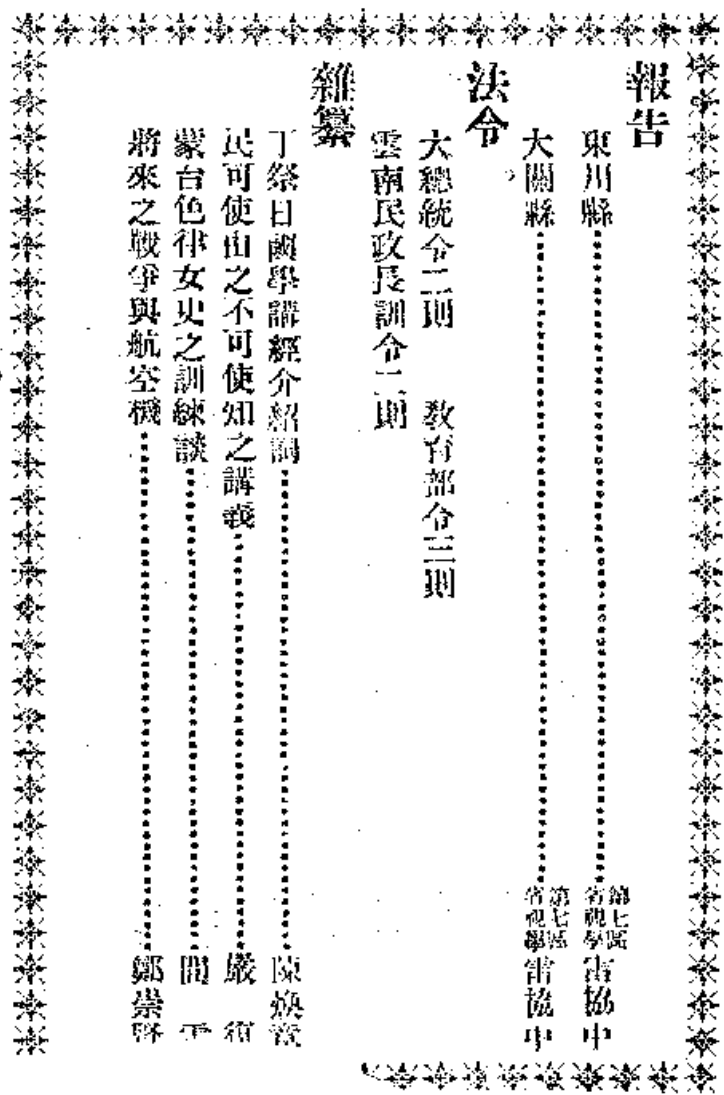 報告
東川縣 第七區省視學雷協中
大關縣 第七區省視學雷協中
法令
大總統令二則 教育部令三則
雲南民政長訓令二則
雜纂
丁祭日國學講經介紹詞 陳煥章
民可使由之不可使知之講義 嚴復
蒙台色律女史之訓練談 聞雲
將來之戰爭與航空機 鄭崇賢